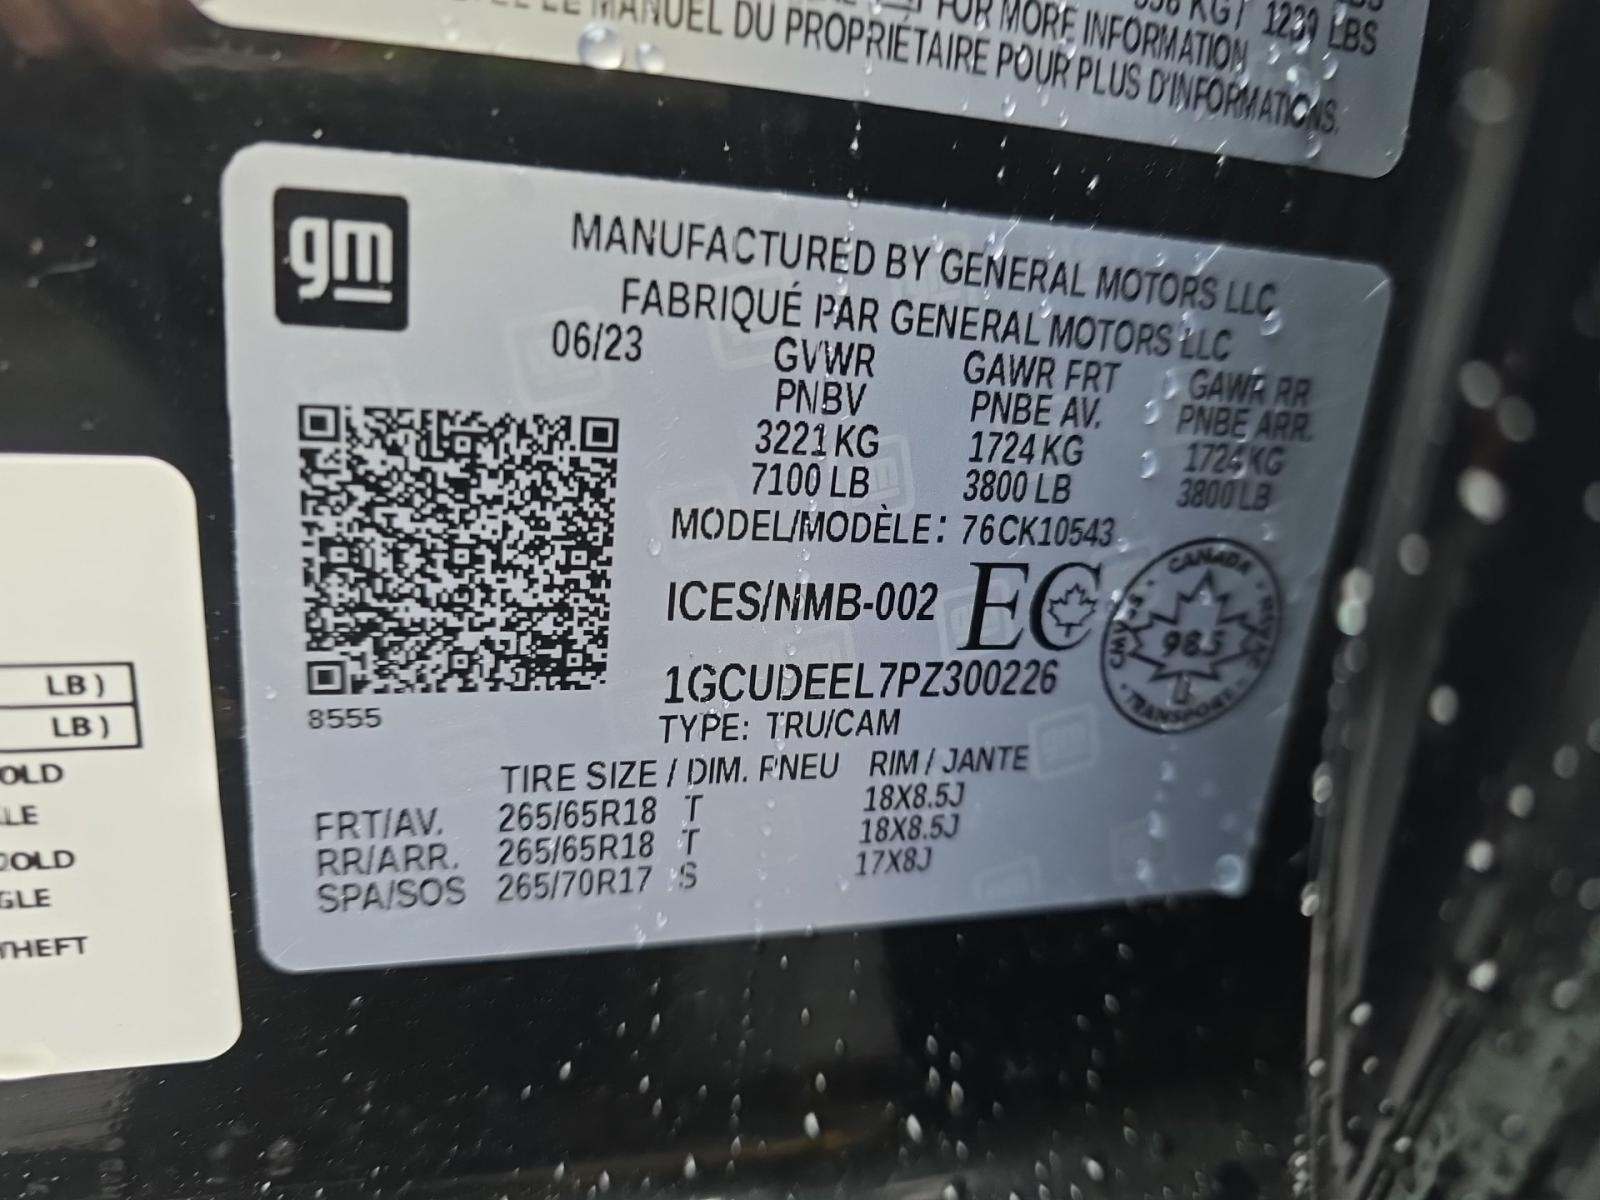 1239 LBS
FOR MORE INFORMATION
LE MANUEL DU PROPRIÉTAIRE POUR PLUS D'INFORMATIONS.
gm
MANUFACTURED BY GENERAL MOTORS LLC
FABRIQUÉ PAR GENERAL MOTORS LLC
06/23 GVWR GAWR FRT GAWR RR
PNBV PNBE AV. PNBE ARR.
3221 KG 1724 KG 1724 KG
7100 LB 3800 LB 3800 LB
MODEL/MODÈLE: 76CK10543
ICES/NMB-002 EC
1GCUDEEL7PZ300226
8555
TYPE: TRU/CAM
CANADA
985
TRANSPORT
TIRE SIZE / DIM. PNEU RIM / JANTE
FRT/AV. 265/65R18 T 18X8.5J
RR/ARR. 265/65R18 T 18X8.5J
SPA/SOS 265/70R17 S 17X8J
LB )
LB )
OLD
LE
OLD
GLE
THEFT